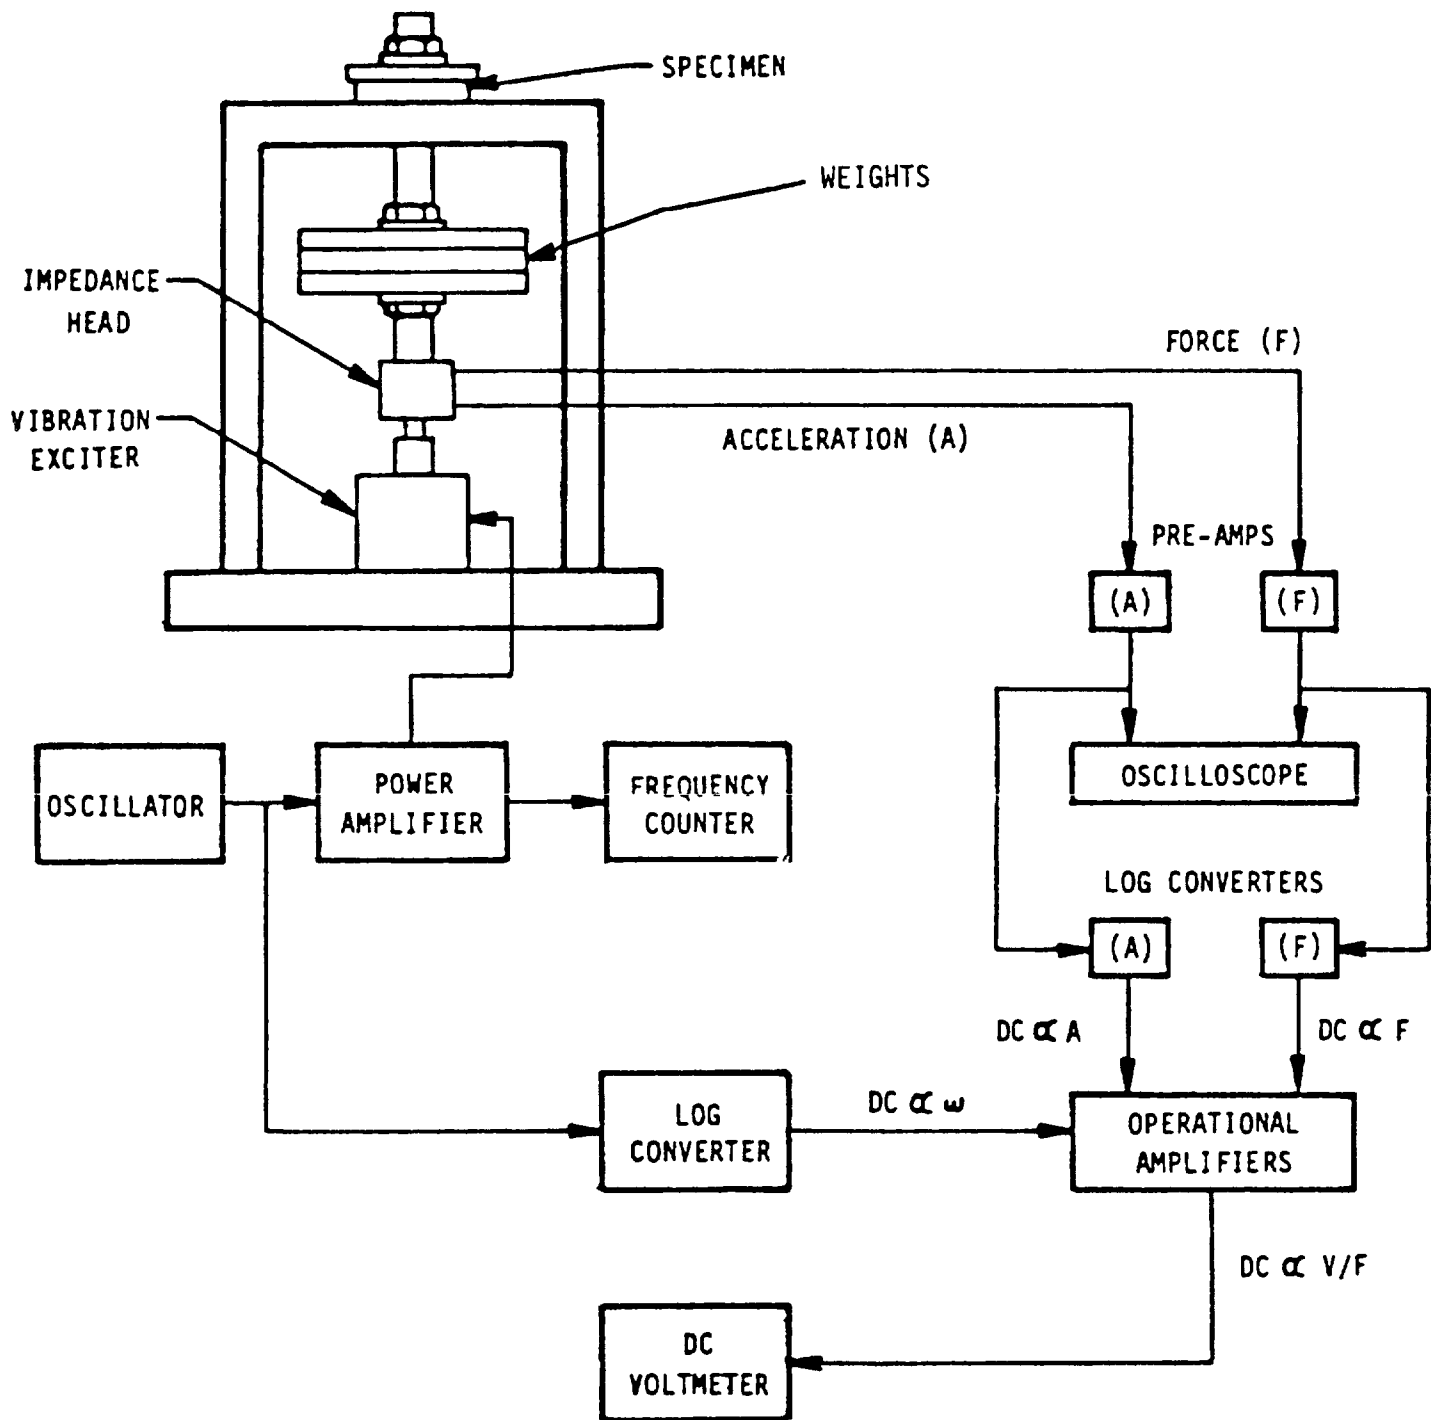 SPECIMEN
WEIGHTS
IMPEDANCE
HEAD
FORCE (F)
VIBRATION
EXCITER
ACCELERATION (A)
PRE-AMPS
(A)
(F)
OSCILLATOR
POWER
AMPLIFIER
FREQUENCY
COUNTER
OSCILLOSCOPE
LOG CONVERTERS
(A)
(F)
DC ∝ A
DC ∝ F
LOG
CONVERTER
DC ∝ ω
OPERATIONAL
AMPLIFIERS
DC ∝ V/F
DC
VOLTMETER